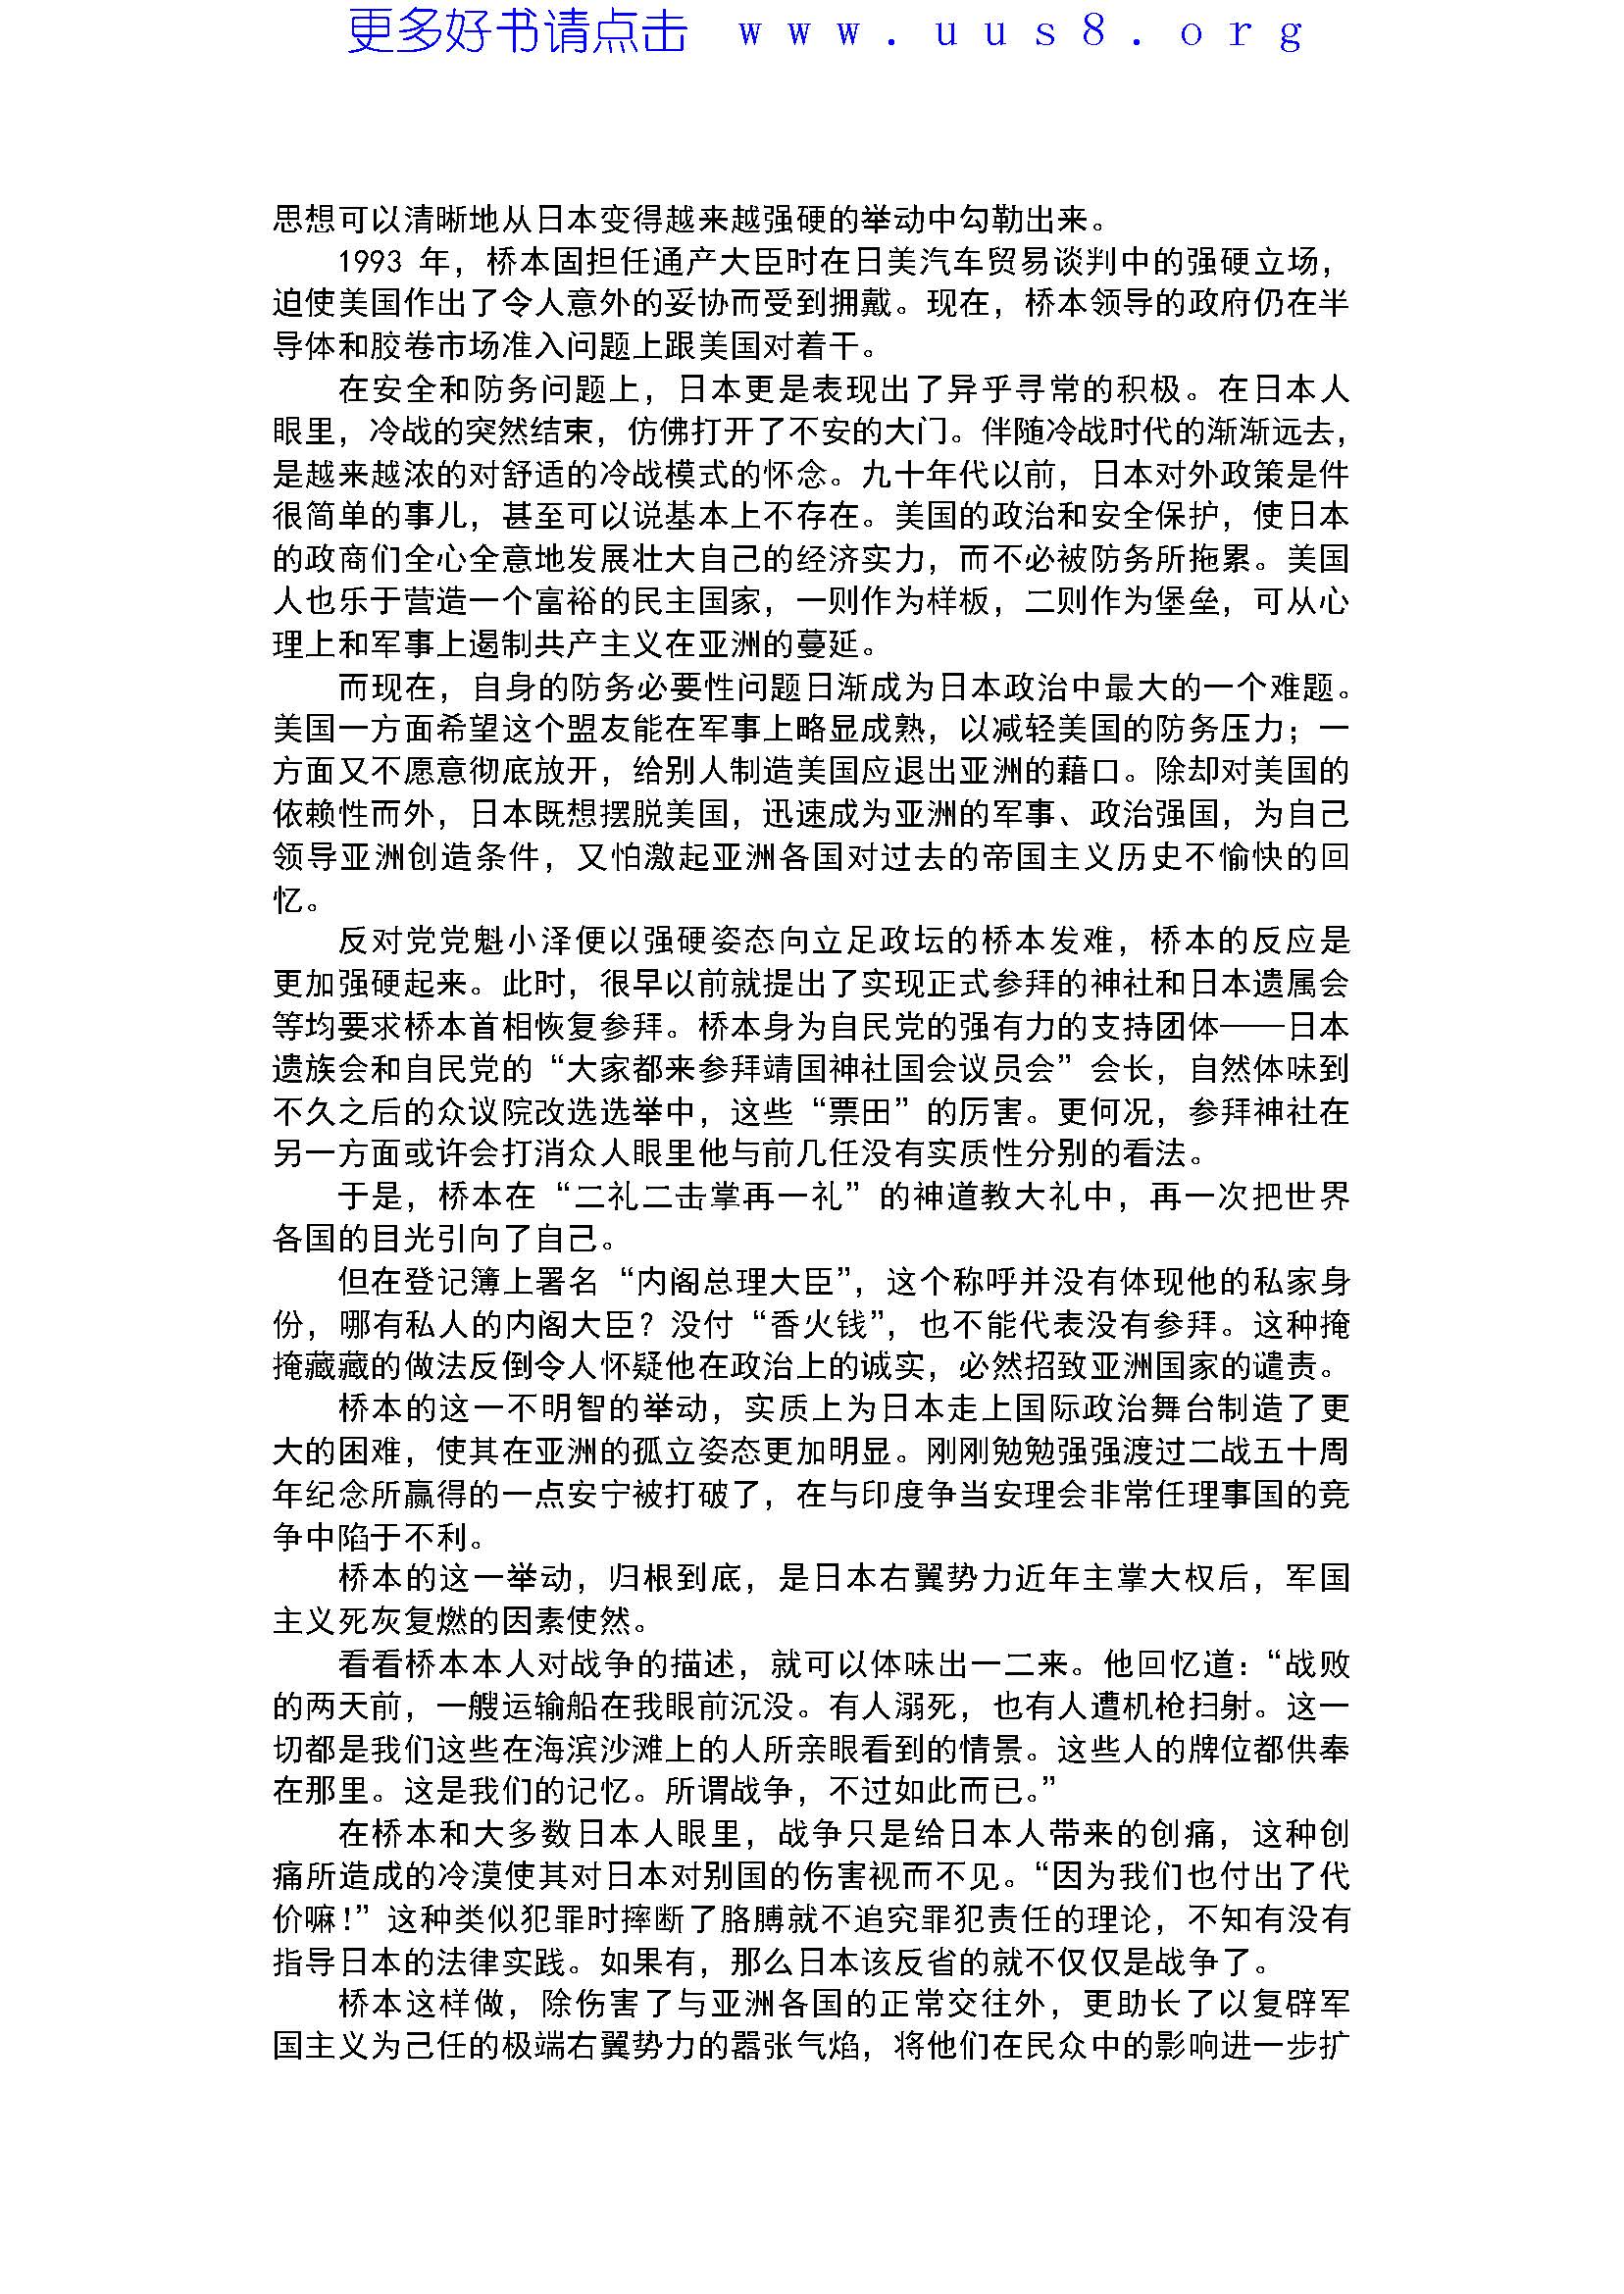 更多好书请点击 www.uus8.org
思想可以清晰地从日本变得越来越强硬的举动中勾勒出来。
1993 年，桥本固担任通产大臣时在日美汽车贸易谈判中的强硬立场，
迫使美国作出了令人意外的妥协而受到拥戴。现在，桥本领导的政府仍在半
导体和胶卷市场准入问题上跟美国对着干。
在安全和防务问题上，日本更是表现出了异乎寻常的积极。在日本人
眼里，冷战的突然结束，仿佛打开了不安的大门。伴随冷战时代的渐渐远去，
是越来越浓的对舒适的冷战模式的怀念。九十年代以前，日本对外政策是件
很简单的事儿，甚至可以说基本上不存在。美国的政治和安全保护，使日本
的政商们全心全意地发展壮大自己的经济实力，而不必被防务所拖累。美国
人也乐于营造一个富裕的民主国家，一则作为样板，二则作为堡垒，可从心
理上和军事上遏制共产主义在亚洲的蔓延。
而现在，自身的防务必要性问题日渐成为日本政治中最大的一个难题。
美国一方面希望这个盟友能在军事上略显成熟，以减轻美国的防务压力；一
方面又不愿意彻底放开，给别人制造美国应退出亚洲的藉口。除却对美国的
依赖性而外，日本既想摆脱美国，迅速成为亚洲的军事、政治强国，为自己
领导亚洲创造条件，又怕激起亚洲各国对过去的帝国主义历史不愉快的回
忆。
反对党党魁小泽便以强硬姿态向立足政坛的桥本发难，桥本的反应是
更加强硬起来。此时，很早以前就提出了实现正式参拜的神社和日本遗属会
等均要求桥本首相恢复参拜。桥本身为自民党的强有力的支持团体——日本
遗族会和自民党的“大家都来参拜靖国神社国会议员会”会长，自然体味到
不久之后的众议院改选选举中，这些“票田”的厉害。更何况，参拜神社在
另一方面或许会打消众人眼里他与前几任没有实质性分别的看法。
于是，桥本在“二礼二击掌再一礼”的神道教大礼中，再一次把世界
各国的目光引向了自己。
但在登记簿上署名“内阁总理大臣”，这个称呼并没有体现他的私家身
份，哪有私人的内阁大臣？没付“香火钱”，也不能代表没有参拜。这种掩
掩藏藏的做法反倒令人怀疑他在政治上的诚实，必然招致亚洲国家的谴责。
桥本的这一不明智的举动，实质上为日本走上国际政治舞台制造了更
大的困难，使其在亚洲的孤立姿态更加明显。刚刚勉勉强强渡过二战五十周
年纪念所赢得的一点安宁被打破了，在与印度争当安理会非常任理事国的竞
争中陷于不利。
桥本的这一举动，归根到底，是日本右翼势力近年主掌大权后，军国
主义死灰复燃的因素使然。
看看桥本本人对战争的描述，就可以体味出一二来。他回忆道：“战败
的两天前，一艘运输船在我眼前沉没。有人溺死，也有人遭机枪扫射。这一
切都是我们这些在海滨沙滩上的人所亲眼看到的情景。这些人的牌位都供奉
在那里。这是我们的记忆。所谓战争，不过如此而已。”
在桥本和大多数日本人眼里，战争只是给日本人带来的创痛，这种创
痛所造成的冷漠使其对日本对别国的伤害视而不见。“因为我们也付出了代
价嘛！”这种类似犯罪时摔断了胳膊就不追究罪犯责任的理论，不知有没有
指导日本的法律实践。如果有，那么日本该反省的就不仅仅是战争了。
桥本这样做，除伤害了与亚洲各国的正常交往外，更助长了以复辟军
国主义为己任的极端右翼势力的嚣张气焰，将他们在民众中的影响进一步扩